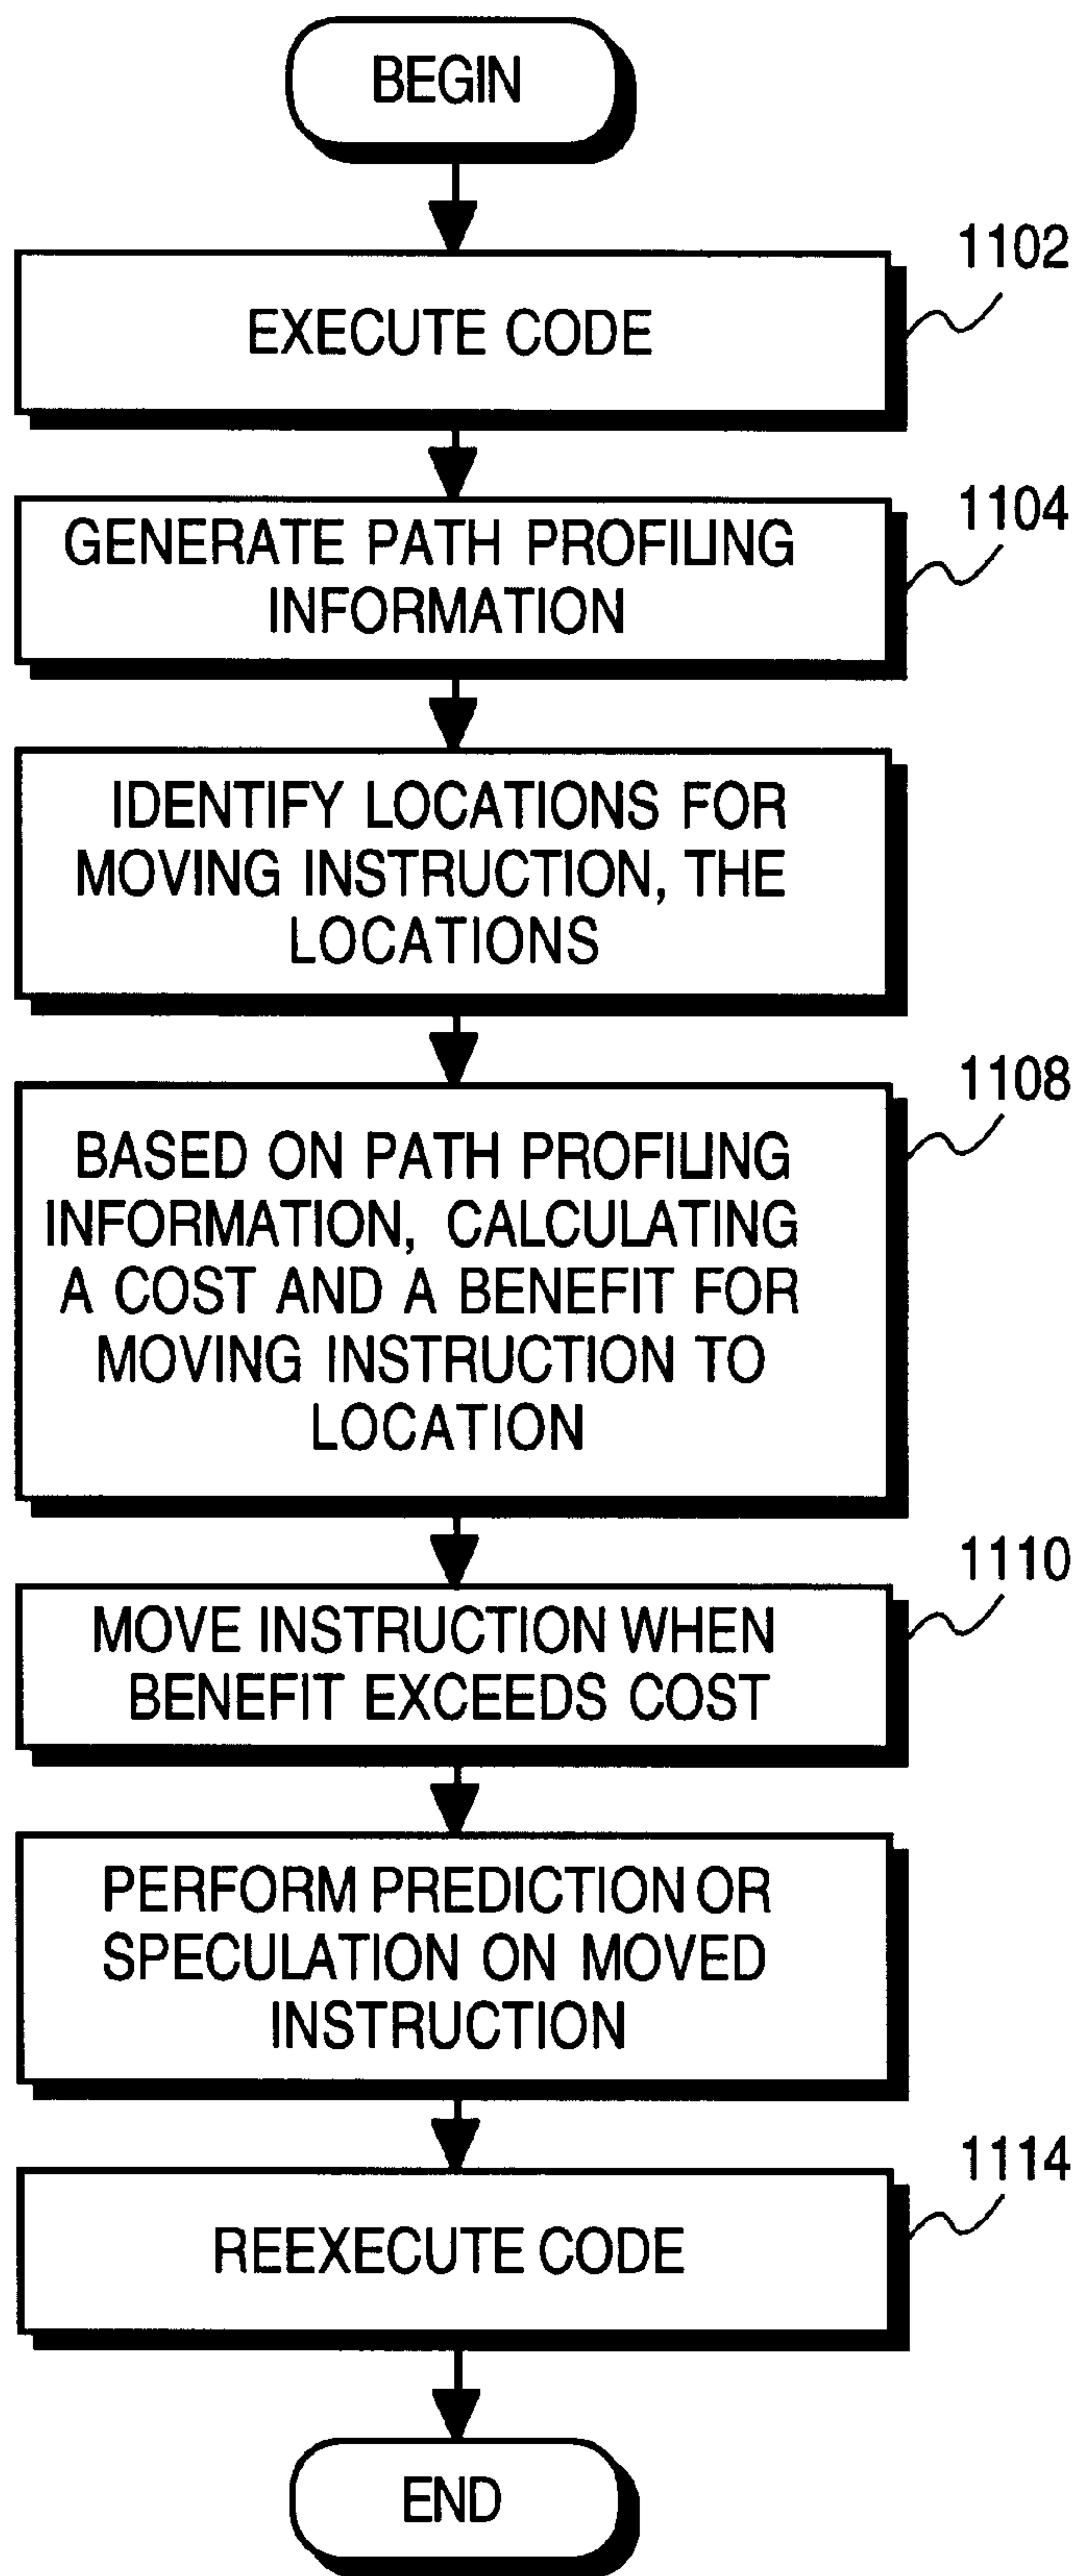 BEGIN
1102
EXECUTE CODE
1104
GENERATE PATH PROFILING
INFORMATION
IDENTIFY LOCATIONS FOR
MOVING INSTRUCTION, THE
LOCATIONS
1108
BASED ON PATH PROFILING
INFORMATION, CALCULATING
A COST AND A BENEFIT FOR
MOVING INSTRUCTION TO
LOCATION
1110
MOVE INSTRUCTION WHEN
BENEFIT EXCEEDS COST
PERFORM PREDICTION OR
SPECULATION ON MOVED
INSTRUCTION
1114
REEXECUTE CODE
END